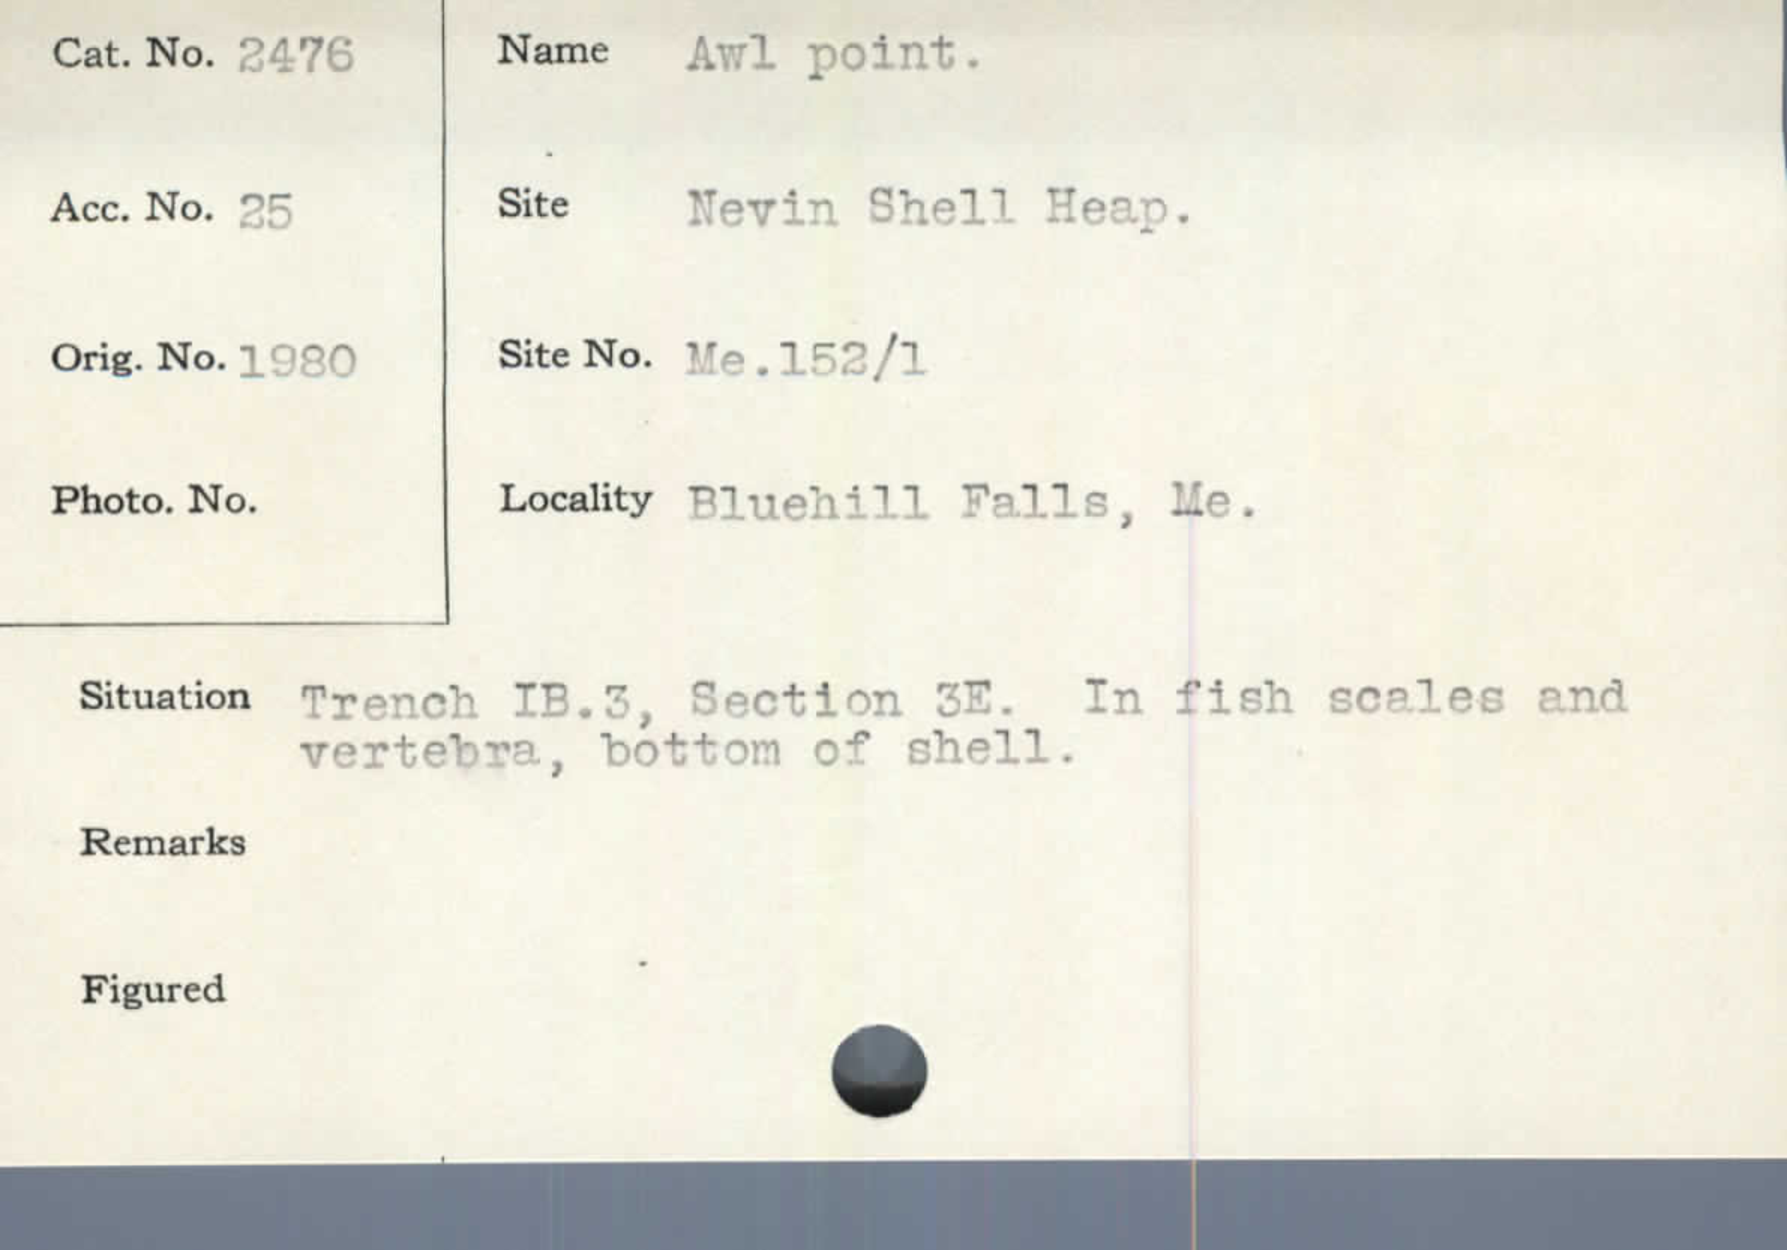 Cat. No. 2476
Name Awl point.
Acc. No. 25
Site Nevin Shell Heap.
Orig. No. 1980
Site No. Me.152/1
Photo. No.
Locality Bluehill Falls, Me.
Situation Trench IB.3, Section 3E. In fish scales and
vertebra, bottom of shell.
Remarks
Figured